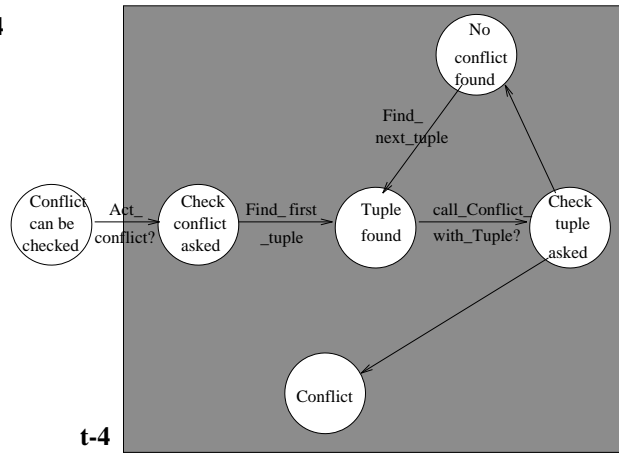 4
No
conflict
found
Find_
next_tuple
Conflict
can be
checked
Act_
conflict?
Check
conflict
asked
Find_first
_tuple
Tuple
found
call_Conflict_
with_Tuple?
Check
tuple
asked
Conflict
t-4